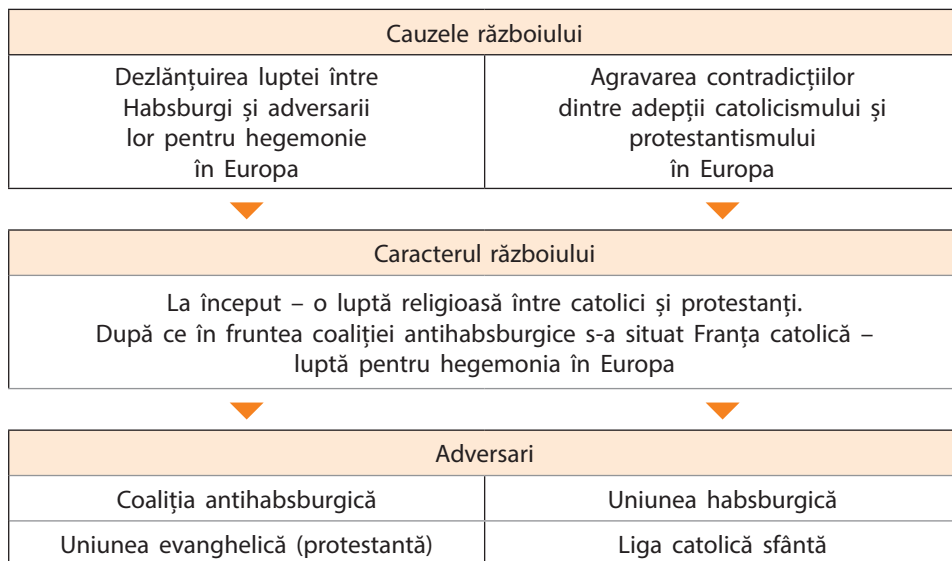 Cauzele războiului
Dezlănțuirea luptei între
Habsburgi și adversarii
lor pentru hegemonie
în Europa
Agravarea contradicțiilor
dintre adepții catolicismului și
protestantismului
în Europa
Caracterul războiului
La început – o luptă religioasă între catolici și protestanți.
După ce în fruntea coaliției antihabsburgice s-a situat Franța catolică –
luptă pentru hegemonia în Europa
Adversari
Coaliția antihabsburgică
Uniunea habsburgică
Uniunea evanghelică (protestantă)
Liga catolică sfântă